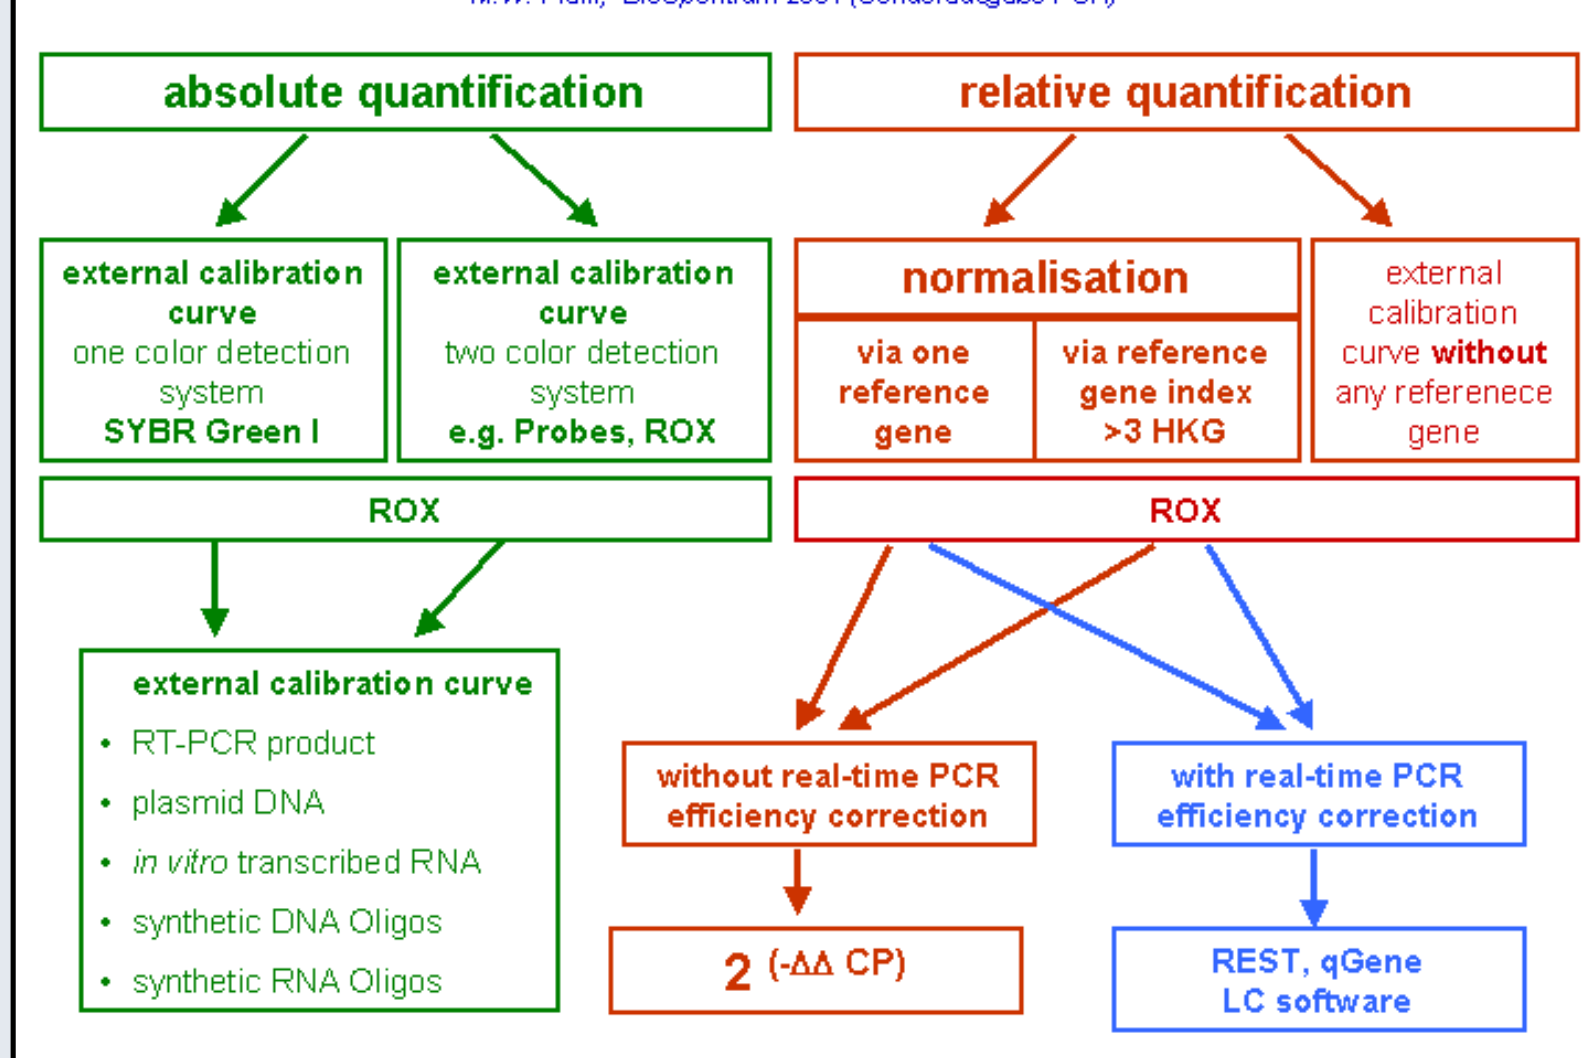 absolute quantification
relative quantification
external calibration
curve
one color detection
system
SYBR Green I
external calibration
curve
two color detection
system
e.g. Probes, ROX
normalisation
via one
reference
gene
via reference
gene index
>3 HKG
external
calibration
curve without
any referenece
gene
ROX
ROX
external calibration curve
• RT-PCR product
• plasmid DNA
• in vitro transcribed RNA
• synthetic DNA Oligos
• synthetic RNA Oligos
without real-time PCR
efficiency correction
with real-time PCR
efficiency correction
2 (-ΔΔ CP)
REST, qGene
LC software